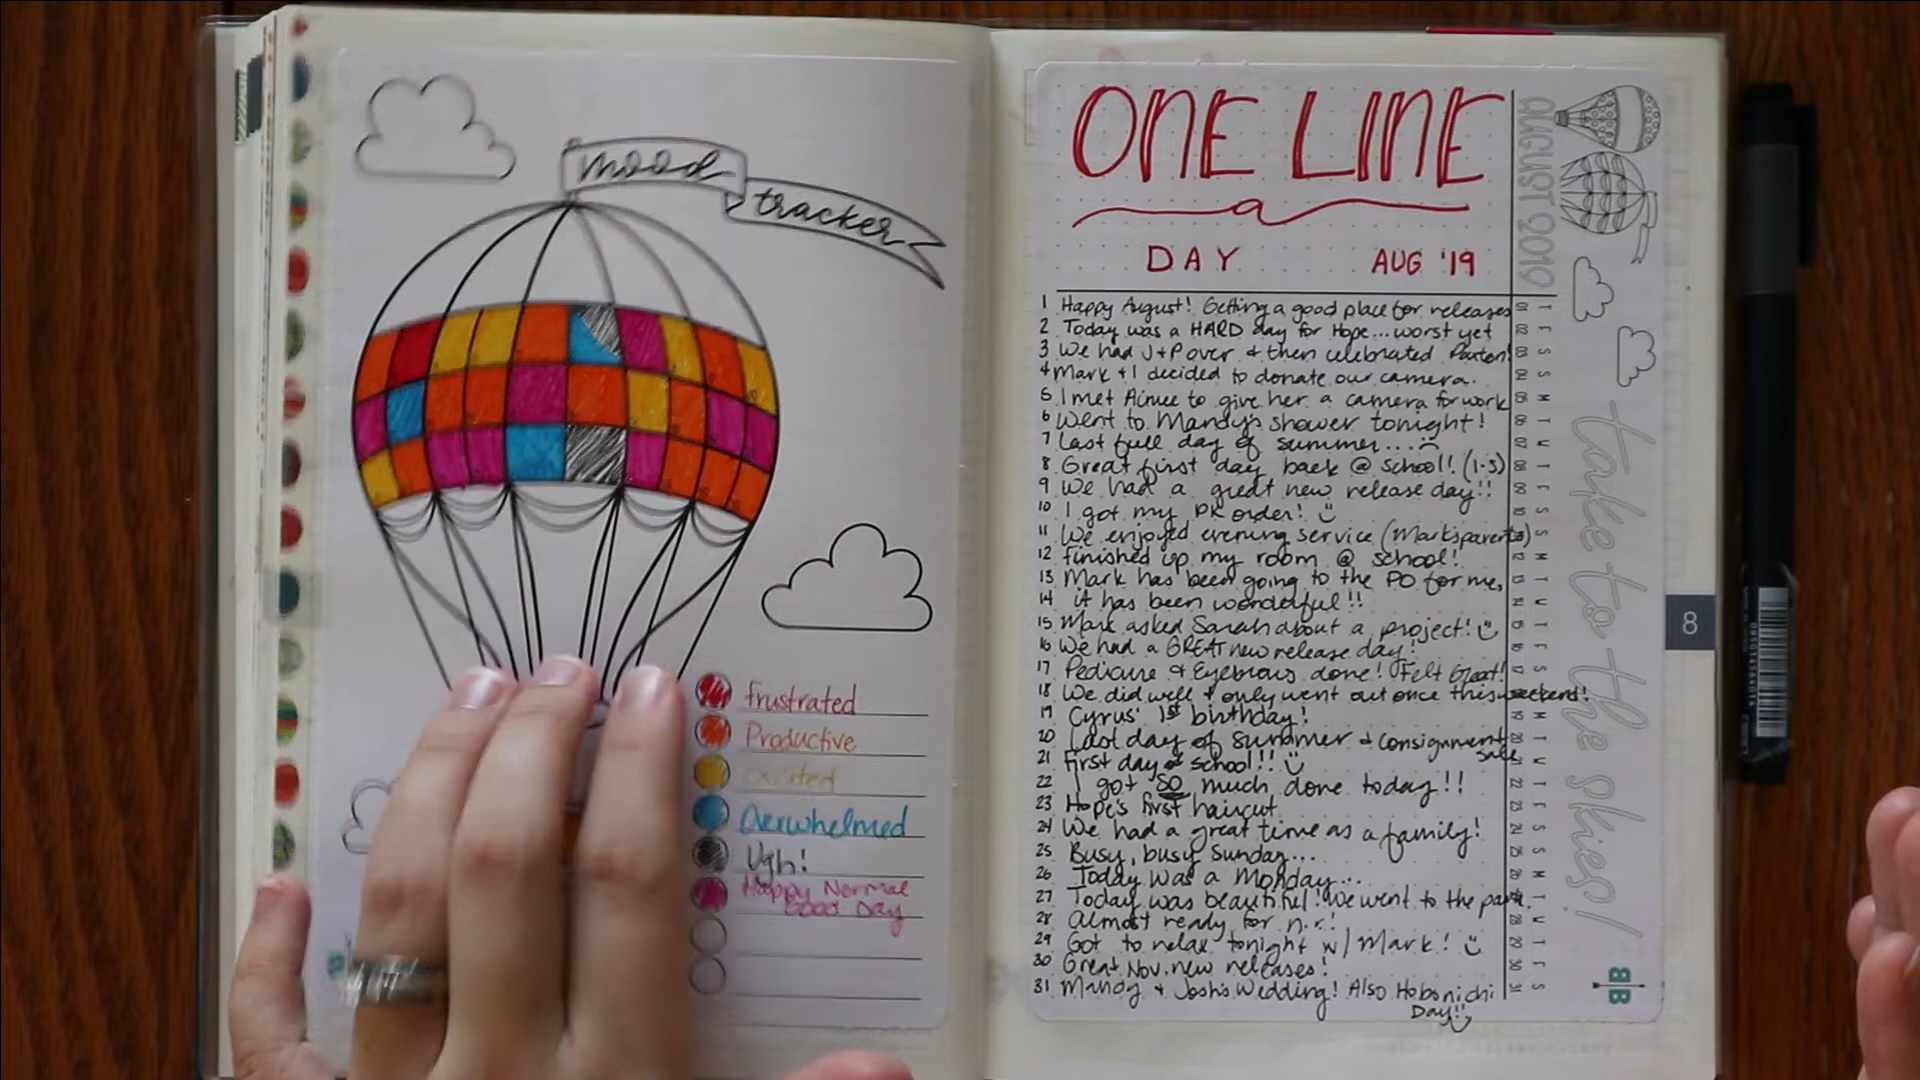 mood
tracker
frustrated
Productive
excited
Overwhelmed
Ugh!
Happy Normal
Good Day
ONE LINE
a
DAY AUG '19
1 Happy August! Getting a good place for releases
2 Today was a HARD day for Hope... worst yet
3 We had J+P over + then celebrated Paxton!
4 Mark + I decided to donate our camera.
5 I met Aimee to give her a camera for work
6 Went to Mandy's shower tonight!
7 Last full day of summer....
8 Great first day back @ school! (1-5)
9 We had a great new release day!!
10 I got my PR order!
11 We enjoyed evening service (Mark's parents)
12 finished up my room @ school!
13 Mark has been going to the PO for me,
14 it has been wonderful!!
15 Mark asked Sarah about a project!
16 We had a GREAT new release day!
17 Pedicure + Eyebrows done! Felt Great!
18 We did well + only went out once this weekend!
19 Cyrus' 1st birthday!
20 Last day of summer + consignment
sale
21 First day of school!!
22 I got SO much done today!!
23 Hope's first haircut
24 We had a great time as a family!
25 Busy, busy Sunday...
26 Today was a Monday...
27 Today was beautiful! We went to the park.
28 Almost ready for
29 Got to relax tonight w/ Mark!
30 Great Nov. new releases!
31 Mandy + Josh's Wedding! Also Hobonichi
Day!!
AUGUST 2019
take to the skies!
8
BB